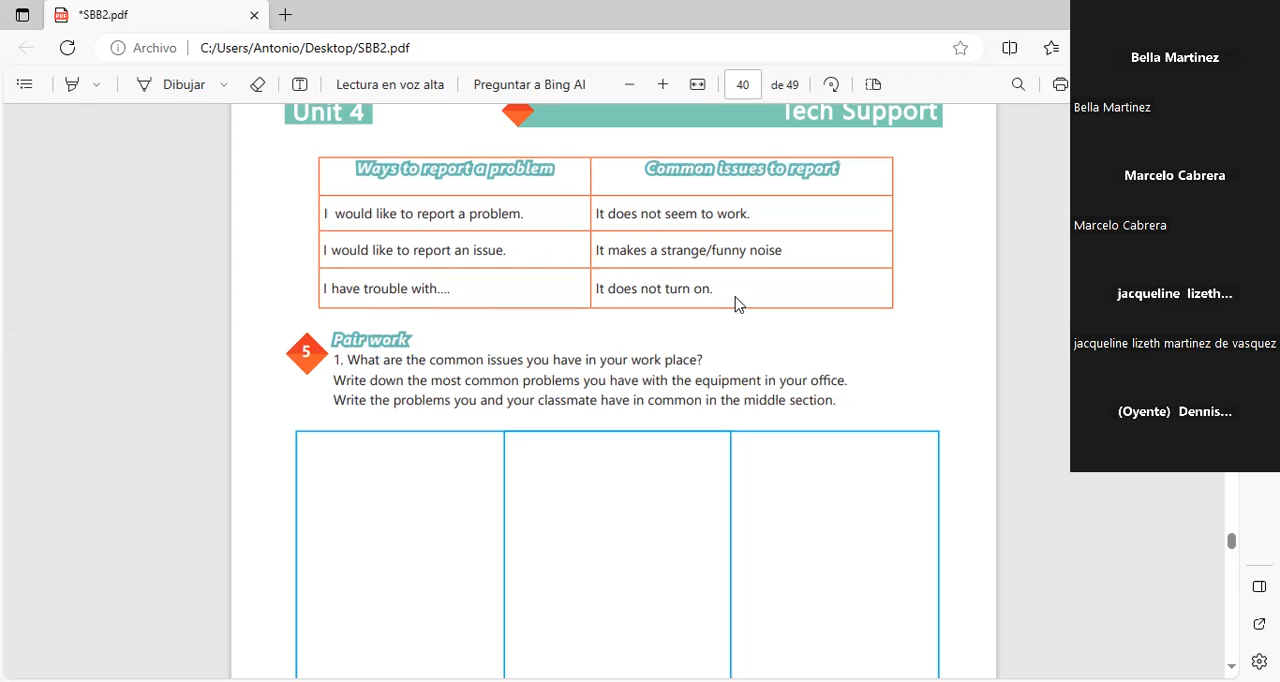 *SBB2.pdf
Archivo
C:/Users/Antonio/Desktop/SBB2.pdf
Dibujar
Lectura en voz alta
Preguntar a Bing AI
40
de 49
Unit 4
Tech Support
Ways to report a problem
Common issues to report
I would like to report a problem.
It does not seem to work.
I would like to report an issue.
It makes a strange/funny noise
I have trouble with....
It does not turn on.
5
Pair work
1. What are the common issues you have in your work place?
Write down the most common problems you have with the equipment in your office.
Write the problems you and your classmate have in common in the middle section.
Bella Martinez
Bella Martinez
Marcelo Cabrera
Marcelo Cabrera
jacqueline lizeth...
jacqueline lizeth martinez de vasquez
(Oyente) Dennis...